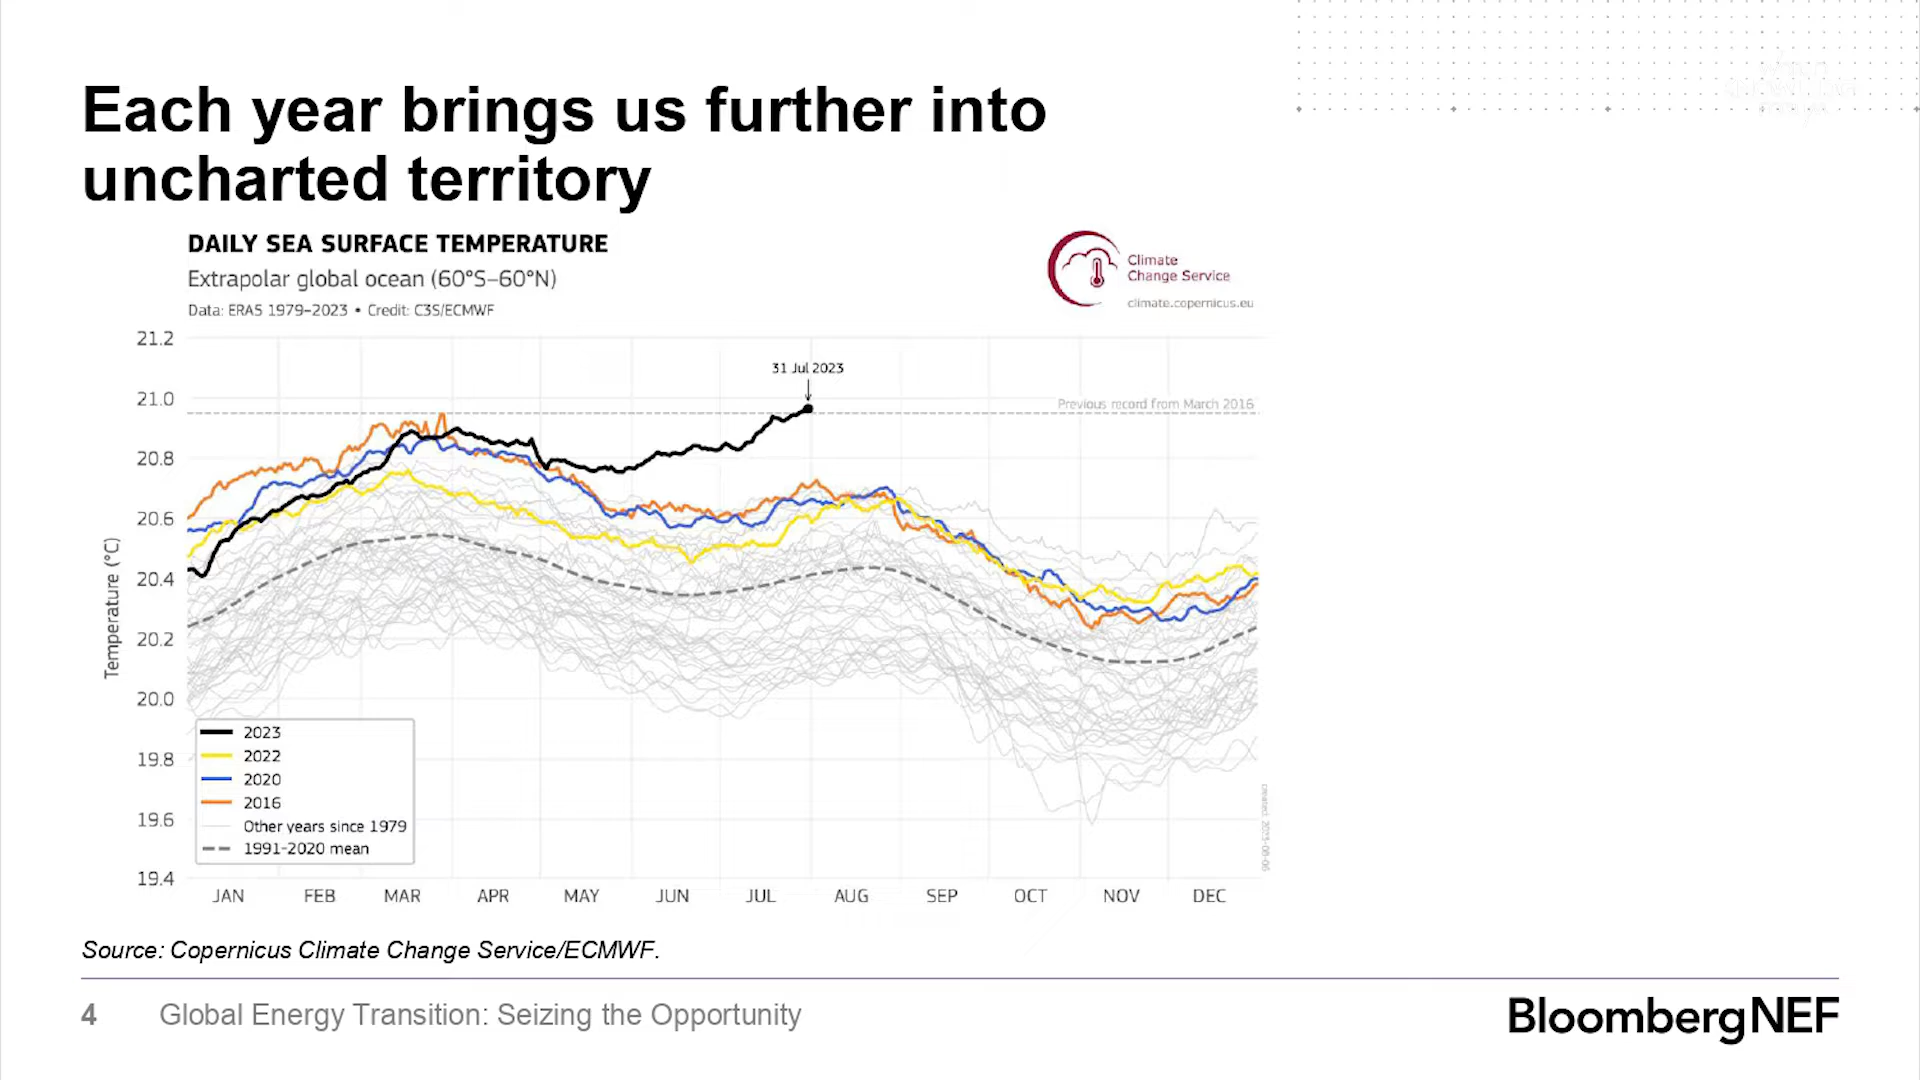 Each year brings us further into
uncharted territory
DAILY SEA SURFACE TEMPERATURE
Extrapolar global ocean (60°S–60°N)
Data: ERA5 1979–2023 • Credit: C3S/ECMWF
Climate
Change Service
climate.copernicus.eu
21.2
21.0
20.8
20.6
20.4
20.2
20.0
19.8
19.6
19.4
Temperature (°C)
31 Jul 2023
Previous record from March 2016
2023
2022
2020
2016
Other years since 1979
1991-2020 mean
created: 2023-08-06
JAN FEB MAR APR MAY JUN JUL AUG SEP OCT NOV DEC
Source: Copernicus Climate Change Service/ECMWF.
4 Global Energy Transition: Seizing the Opportunity
BloombergNEF